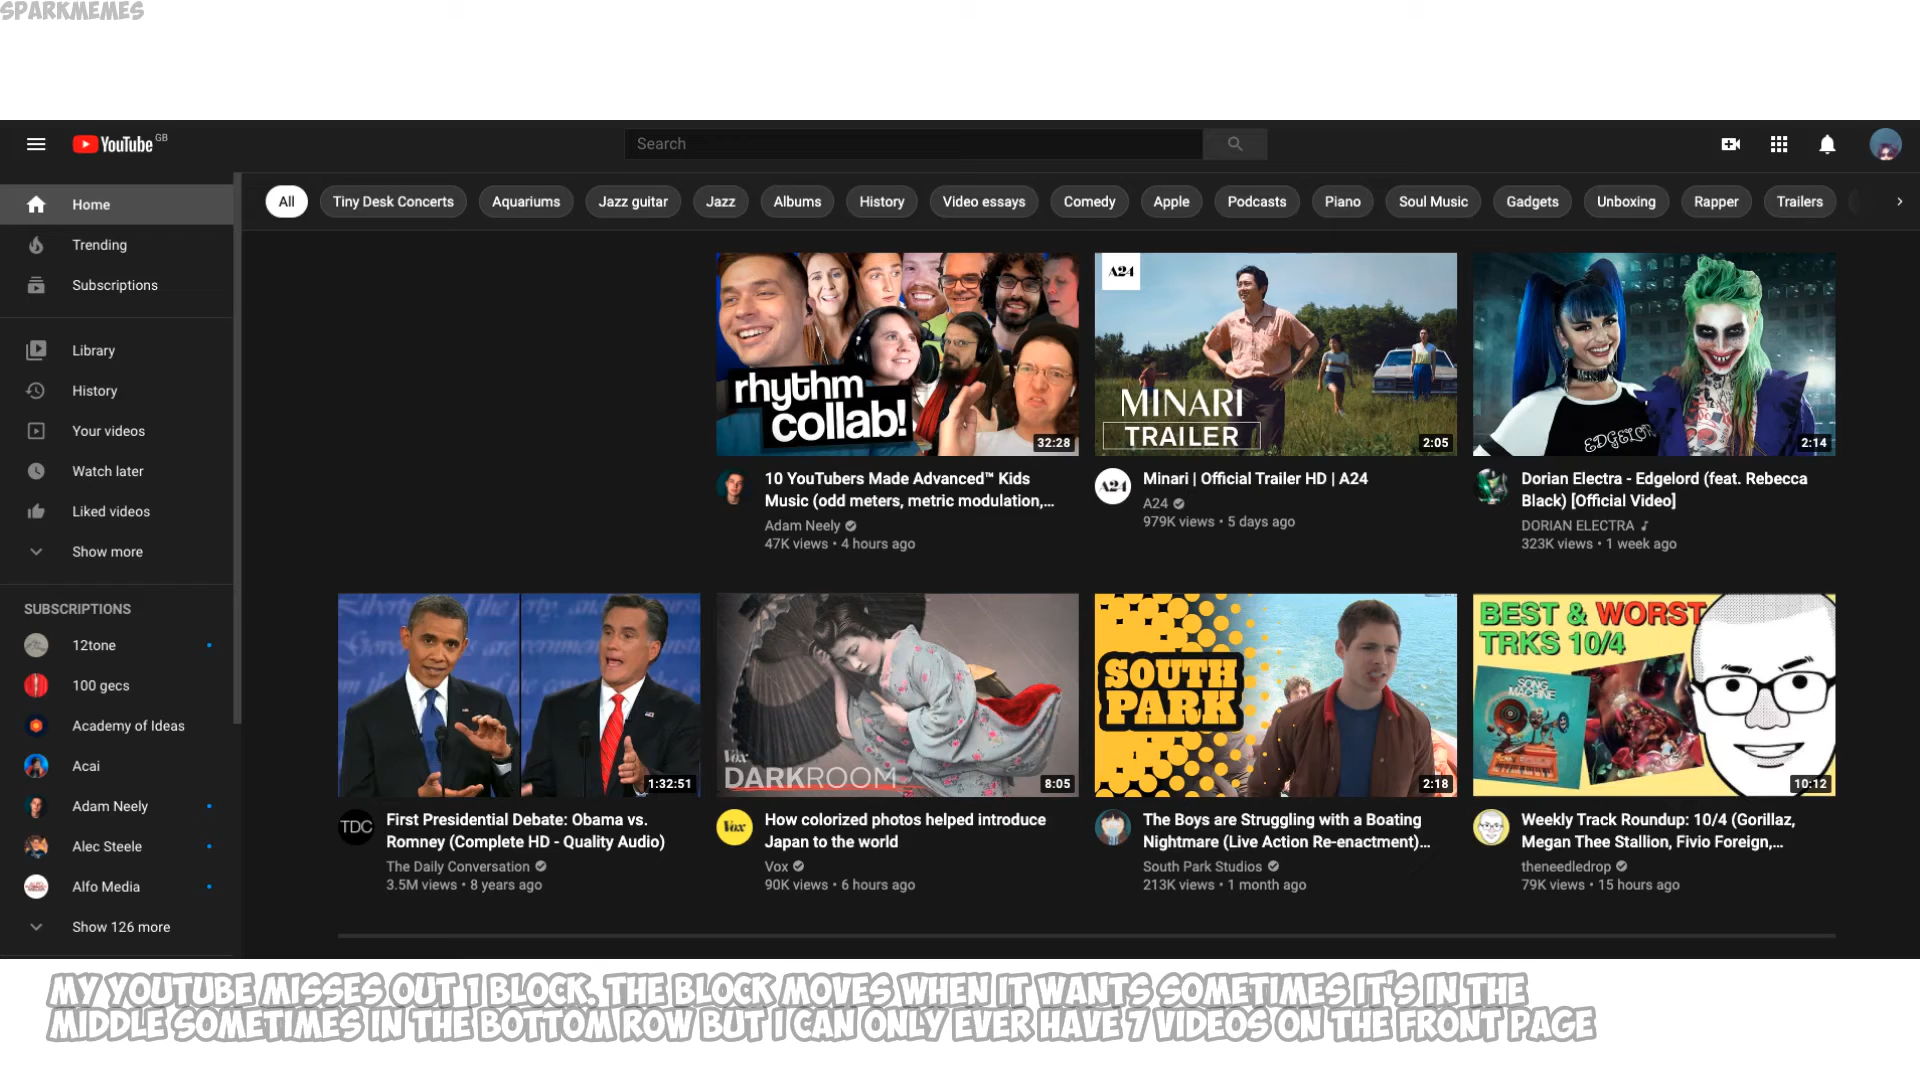 SPARKMEMES
YouTube GB
Search
Home
Trending
Subscriptions
Library
History
Your videos
Watch later
Liked videos
Show more
SUBSCRIPTIONS
12tone
100 gecs
Academy of Ideas
Acai
Adam Neely
Alec Steele
Alfo Media
Show 126 more
All Tiny Desk Concerts Aquariums Jazz guitar Jazz Albums History Video essays Comedy Apple Podcasts Piano Soul Music Gadgets Unboxing Rapper Trailers
rhythm
collab!
32:28
10 YouTubers Made Advanced™ Kids
Music (odd meters, metric modulation,...
Adam Neely
47K views • 4 hours ago
A24
MINARI
TRAILER
2:05
A24
Minari | Official Trailer HD | A24
A24
979K views • 5 days ago
EDGELORD
2:14
Dorian Electra - Edgelord (feat. Rebecca
Black) [Official Video]
DORIAN ELECTRA
323K views • 1 week ago
1:32:51
TDC
First Presidential Debate: Obama vs.
Romney (Complete HD - Quality Audio)
The Daily Conversation
3.5M views • 8 years ago
Vox
DARKROOM
8:05
Vox
How colorized photos helped introduce
Japan to the world
Vox
90K views • 6 hours ago
SOUTH
PARK
2:18
The Boys are Struggling with a Boating
Nightmare (Live Action Re-enactment)...
South Park Studios
213K views • 1 month ago
BEST & WORST
TRKS 10/4
SONG
MACHINE
10:12
Weekly Track Roundup: 10/4 (Gorillaz,
Megan Thee Stallion, Fivio Foreign,...
theneedledrop
79K views • 15 hours ago
MY YOUTUBE MISSES OUT 1 BLOCK. THE BLOCK MOVES WHEN IT WANTS SOMETIMES IT'S IN THE
MIDDLE SOMETIMES IN THE BOTTOM ROW BUT I CAN ONLY EVER HAVE 7 VIDEOS ON THE FRONT PAGE